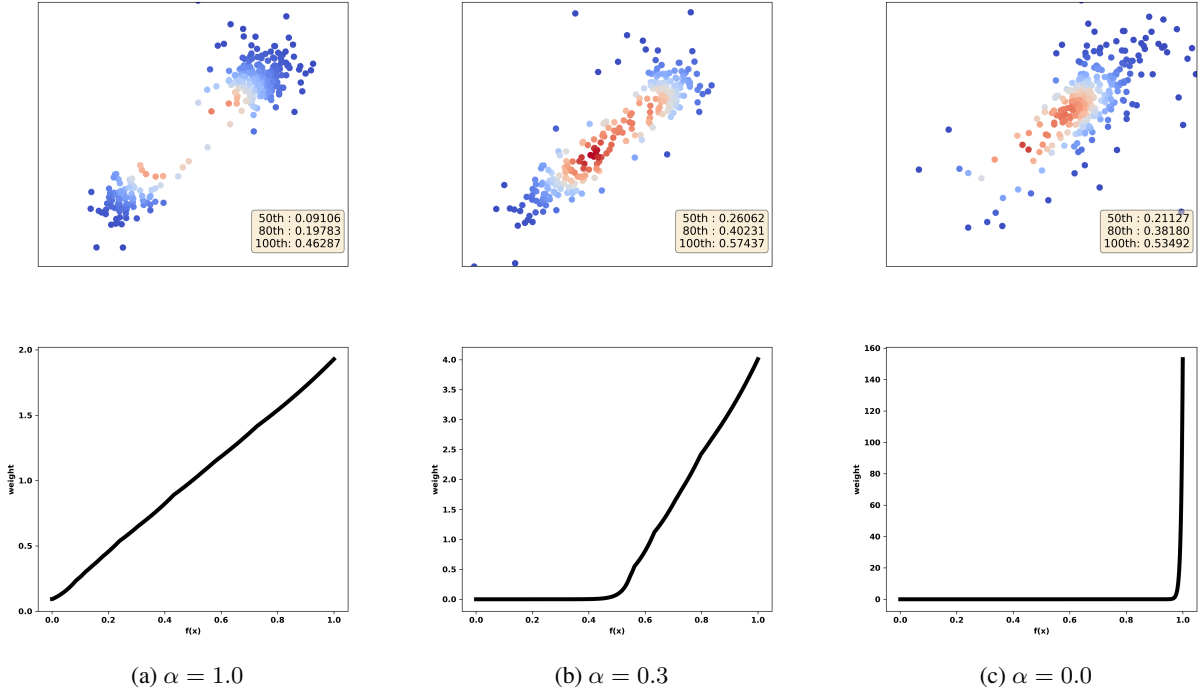 50th : 0.09106
80th : 0.19783
100th: 0.46287
50th : 0.26062
80th : 0.40231
100th: 0.57437
50th : 0.21127
80th : 0.38180
100th: 0.53492
weight
2.0
1.5
1.0
0.5
0.0
0.0 0.2 0.4 0.6 0.8 1.0
f(x)
weight
4.0
3.5
3.0
2.5
2.0
1.5
1.0
0.5
0.0
0.0 0.2 0.4 0.6 0.8 1.0
f(x)
weight
160
140
120
100
80
60
40
20
0
0.0 0.2 0.4 0.6 0.8 1.0
f(x)
(a) α = 1.0
(b) α = 0.3
(c) α = 0.0